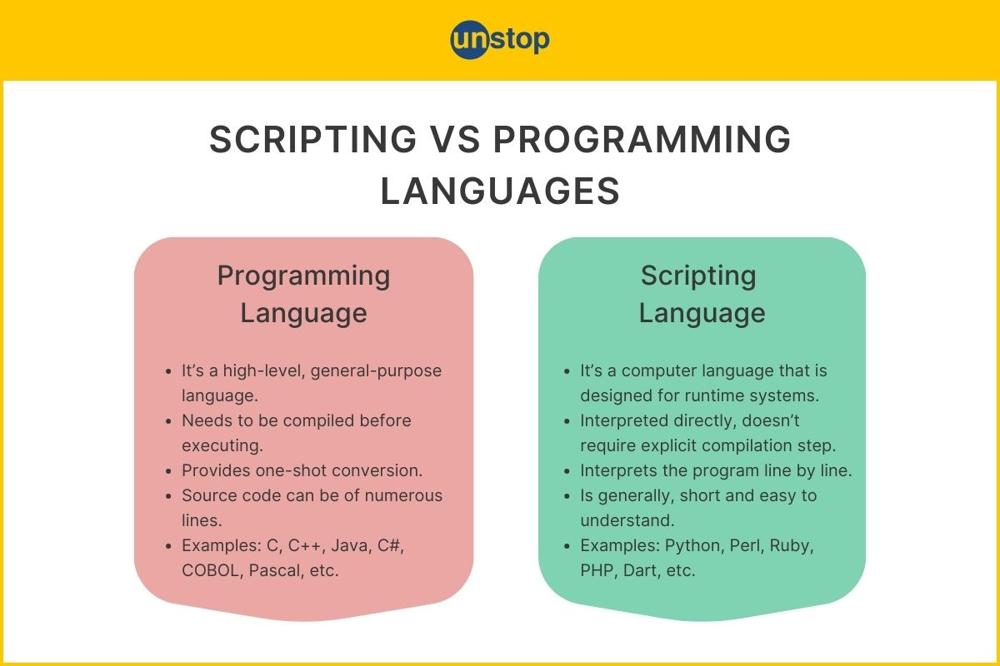 unstop
SCRIPTING VS PROGRAMMING
LANGUAGES
Programming
Language
• It’s a high-level, general-purpose
language.
• Needs to be compiled before
executing.
• Provides one-shot conversion.
• Source code can be of numerous
lines.
• Examples: C, C++, Java, C#,
COBOL, Pascal, etc.
Scripting
Language
• It’s a computer language that is
designed for runtime systems.
• Interpreted directly, doesn’t
require explicit compilation step.
• Interprets the program line by line.
• Is generally, short and easy to
understand.
• Examples: Python, Perl, Ruby,
PHP, Dart, etc.